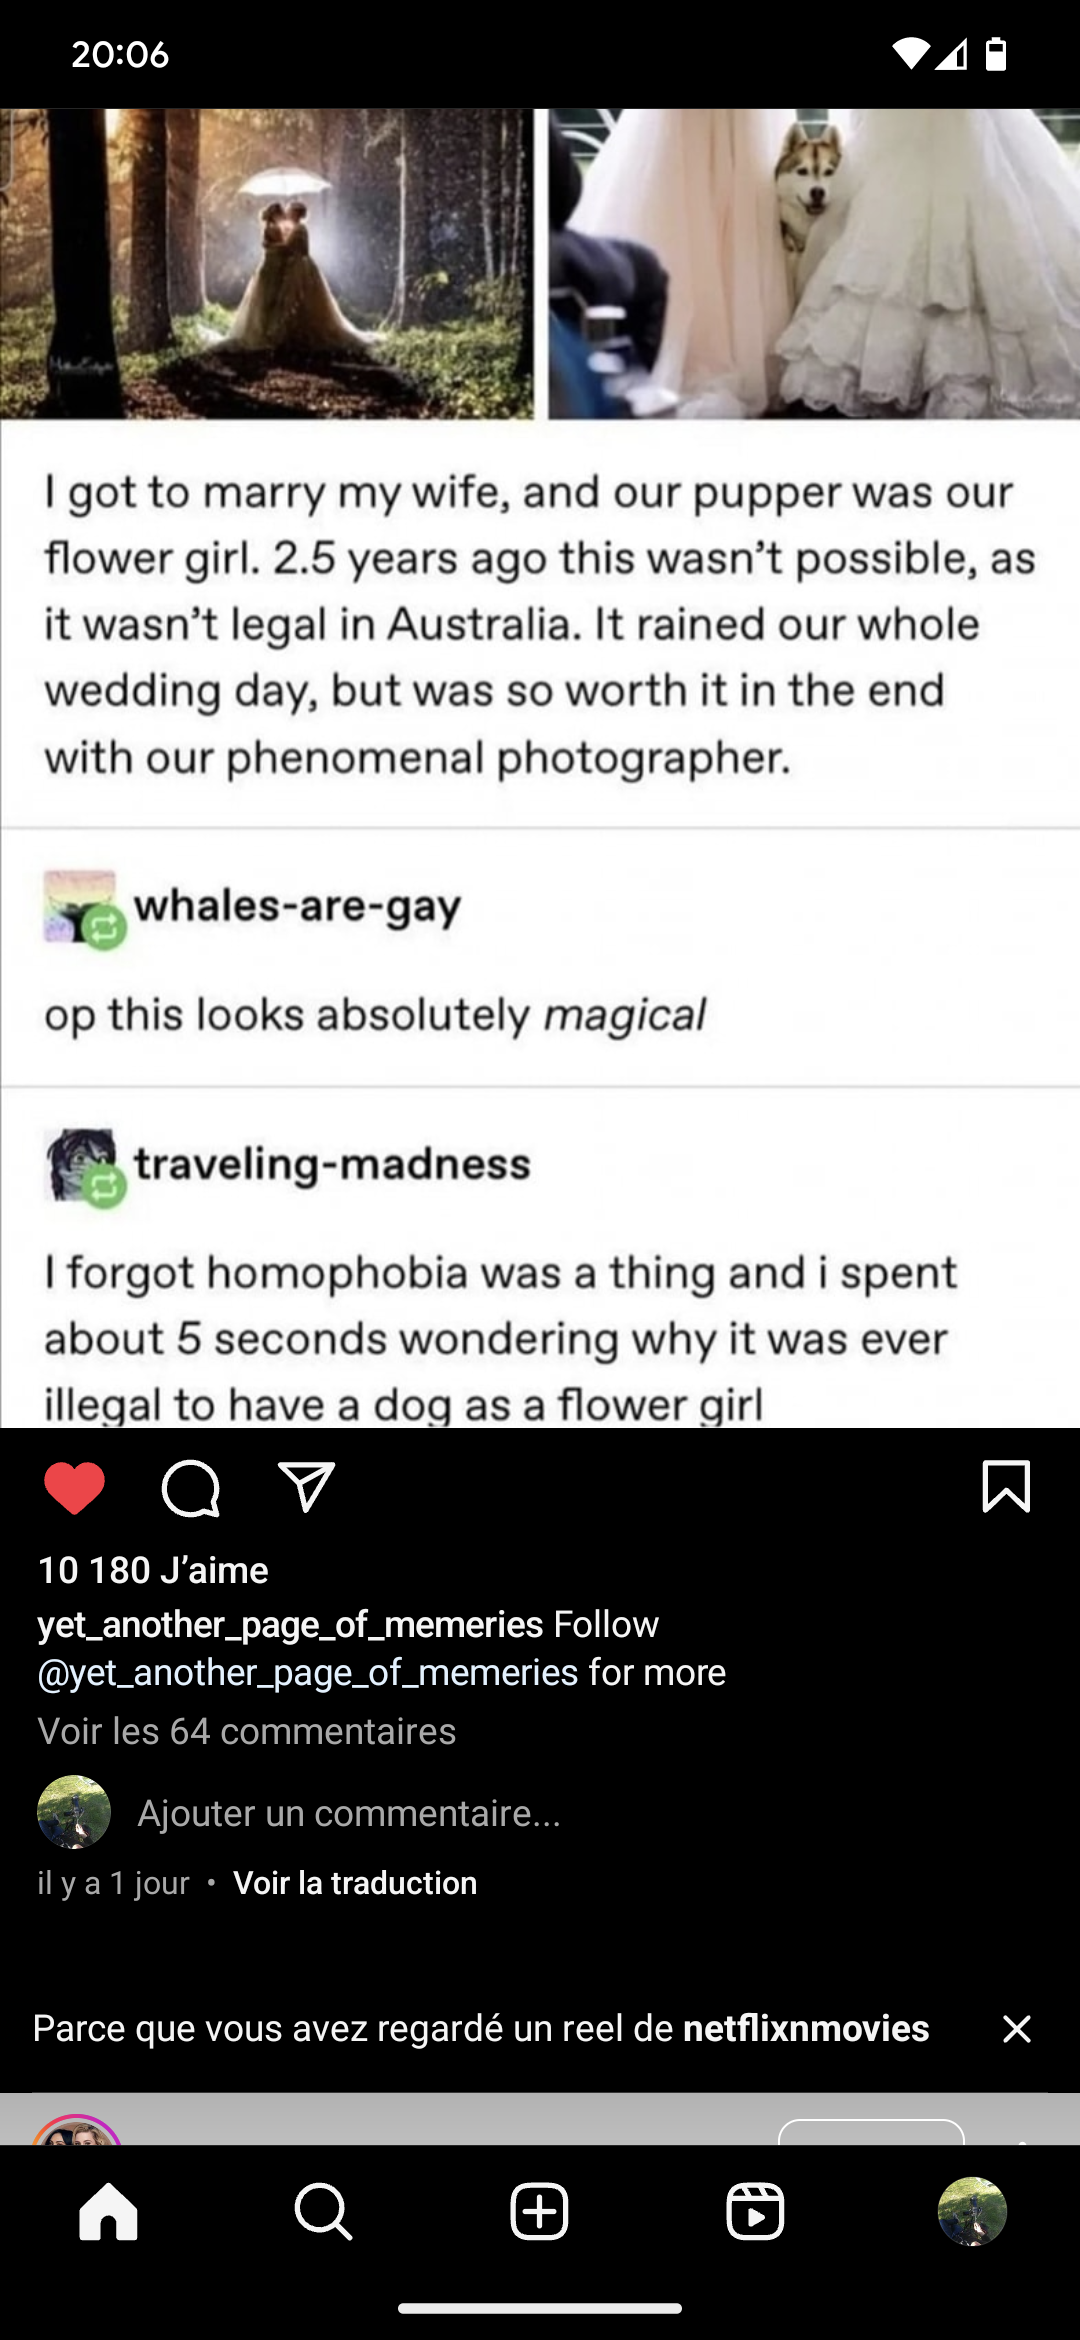 20:06
I got to marry my wife, and our pupper was our
flower girl. 2.5 years ago this wasn't possible, as
it wasn't legal in Australia. It rained our whole
wedding day, but was so worth it in the end
with our phenomenal photographer.
whales-are-gay
op this looks absolutely magical
traveling-madness
I forgot homophobia was a thing and i spent
about 5 seconds wondering why it was ever
illegal to have a dog as a flower girl
10 180 J’aime
yet_another_page_of_memeries Follow
@yet_another_page_of_memeries for more
Voir les 64 commentaires
Ajouter un commentaire...
il y a 1 jour • Voir la traduction
Parce que vous avez regardé un reel de netflixnmovies